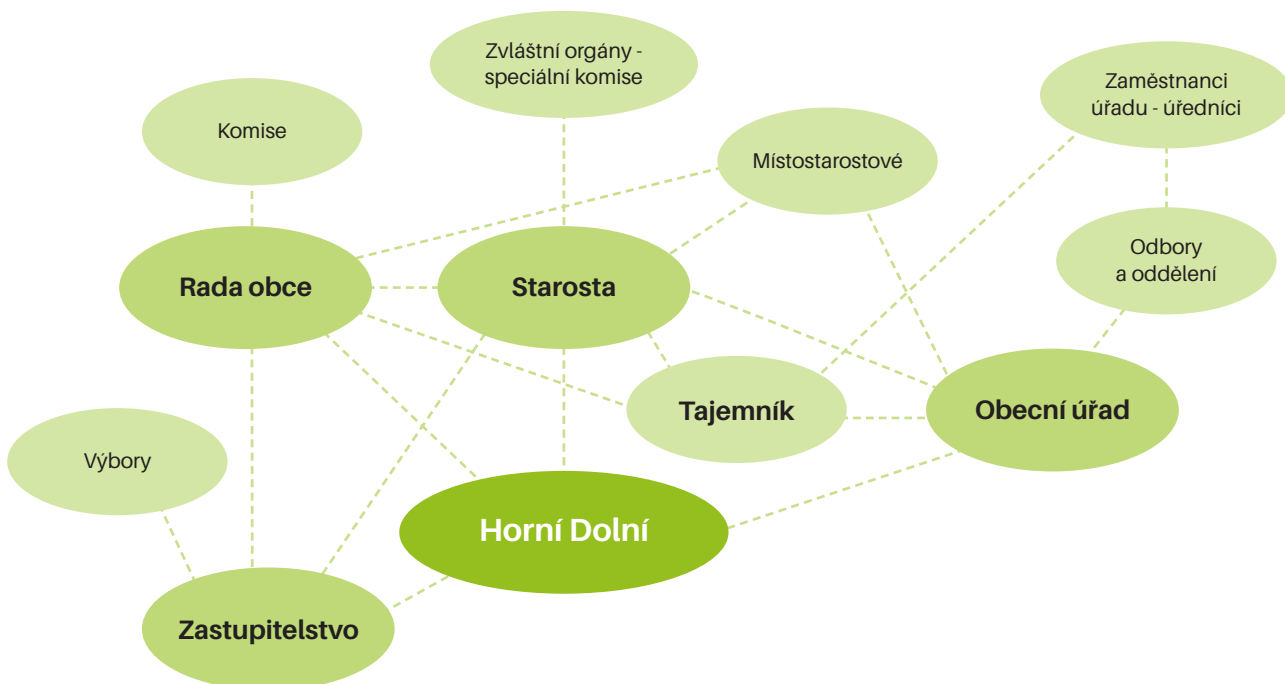 Zvláštní orgány -
speciální komise
Zaměstnanci
úřadu - úředníci
Komise
Místostarostové
Odbory
a oddělení
Rada obce
Starosta
Tajemník
Obecní úřad
Výbory
Horní Dolní
Zastupitelstvo